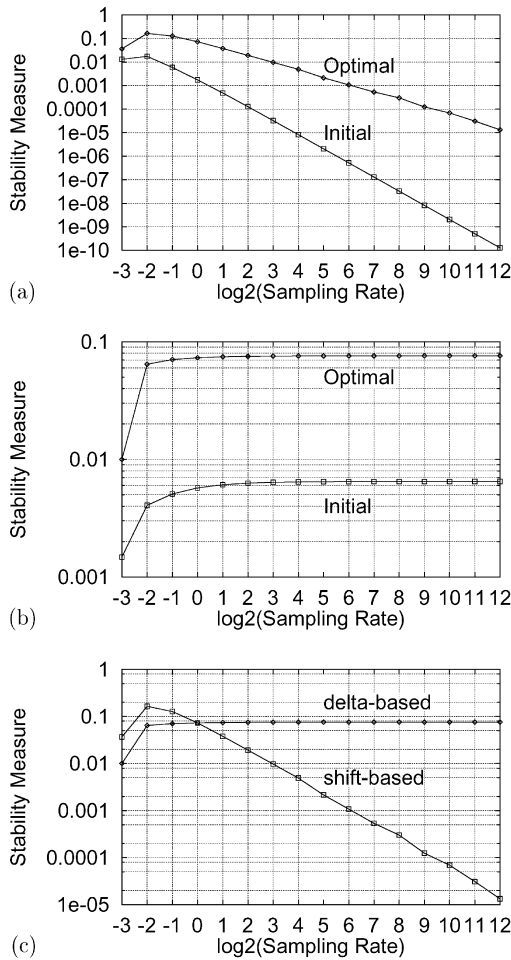 1
0.1
0.01
0.001
0.0001
1e-05
1e-06
1e-07
1e-08
1e-09
1e-10
Stability Measure
Optimal
Initial
-3 -2 -1 0 1 2 3 4 5 6 7 8 9 10 11 12
log2(Sampling Rate)
(a)
0.1
0.01
0.001
Stability Measure
Optimal
Initial
-3 -2 -1 0 1 2 3 4 5 6 7 8 9 10 11 12
log2(Sampling Rate)
(b)
1
0.1
0.01
0.001
0.0001
1e-05
Stability Measure
delta-based
shift-based
-3 -2 -1 0 1 2 3 4 5 6 7 8 9 10 11 12
log2(Sampling Rate)
(c)